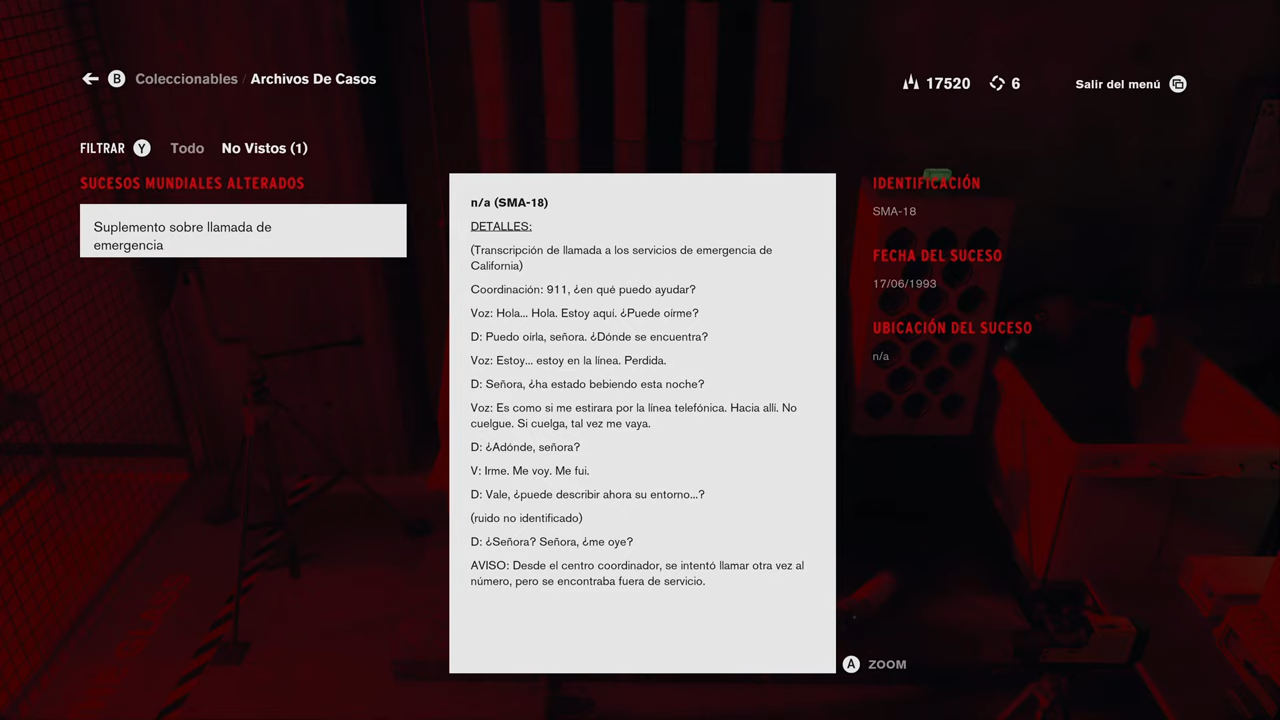 B Coleccionables / Archivos De Casos
17520 6 Salir del menú
FILTRAR Y Todo No Vistos (1)
SUCESOS MUNDIALES ALTERADOS
Suplemento sobre llamada de
emergencia
n/a (SMA-18)
DETALLES:
(Transcripción de llamada a los servicios de emergencia de
California)
Coordinación: 911, ¿en qué puedo ayudar?
Voz: Hola... Hola. Estoy aquí. ¿Puede oírme?
D: Puedo oírla, señora. ¿Dónde se encuentra?
Voz: Estoy... estoy en la línea. Perdida.
D: Señora, ¿ha estado bebiendo esta noche?
Voz: Es como si me estirara por la línea telefónica. Hacia allí. No
cuelgue. Si cuelga, tal vez me vaya.
D: ¿Adónde, señora?
V: Irme. Me voy. Me fui.
D: Vale, ¿puede describir ahora su entorno...?
(ruido no identificado)
D: ¿Señora? Señora, ¿me oye?
AVISO: Desde el centro coordinador, se intentó llamar otra vez al
número, pero se encontraba fuera de servicio.
IDENTIFICACIÓN
SMA-18
FECHA DEL SUCESO
17/06/1993
UBICACIÓN DEL SUCESO
n/a
A ZOOM